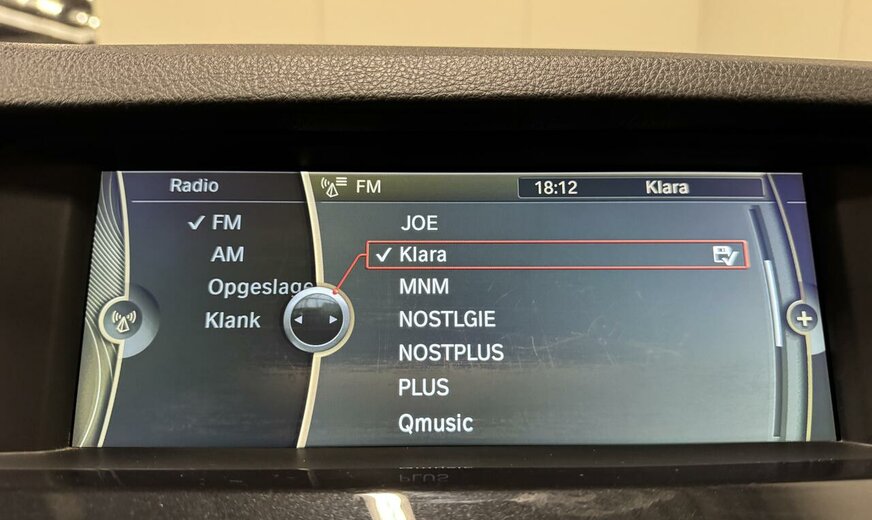 Radio
FM
AM
Opgeslage
Klank
FM
18:12 Klara
JOE
Klara
MNM
NOSTLGIE
NOSTPLUS
PLUS
Qmusic